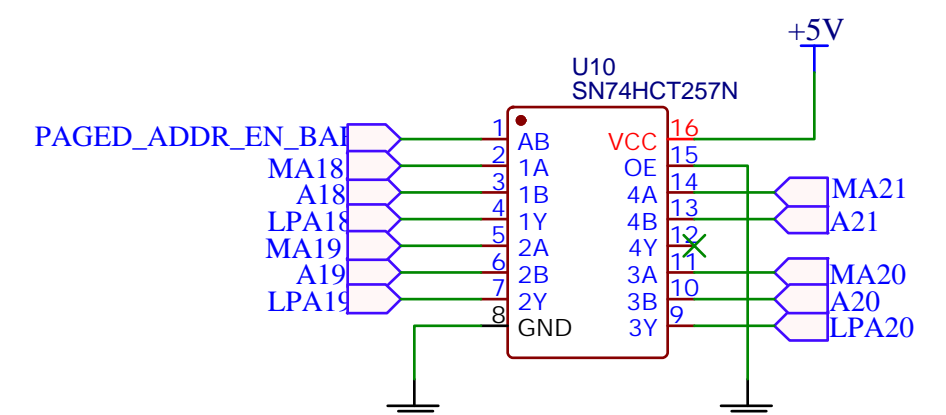 +5V
U10
SN74HCT257N
PAGED_ADDR_EN_BAR 1 AB VCC 16
MA18 2 1A OE 15
A18 3 1B 4A 14 MA21
LPA18 4 1Y 4B 13 A21
MA19 5 2A 4Y 12
A19 6 2B 3A 11 MA20
LPA19 7 2Y 3B 10 A20
8 GND 3Y 9 LPA20